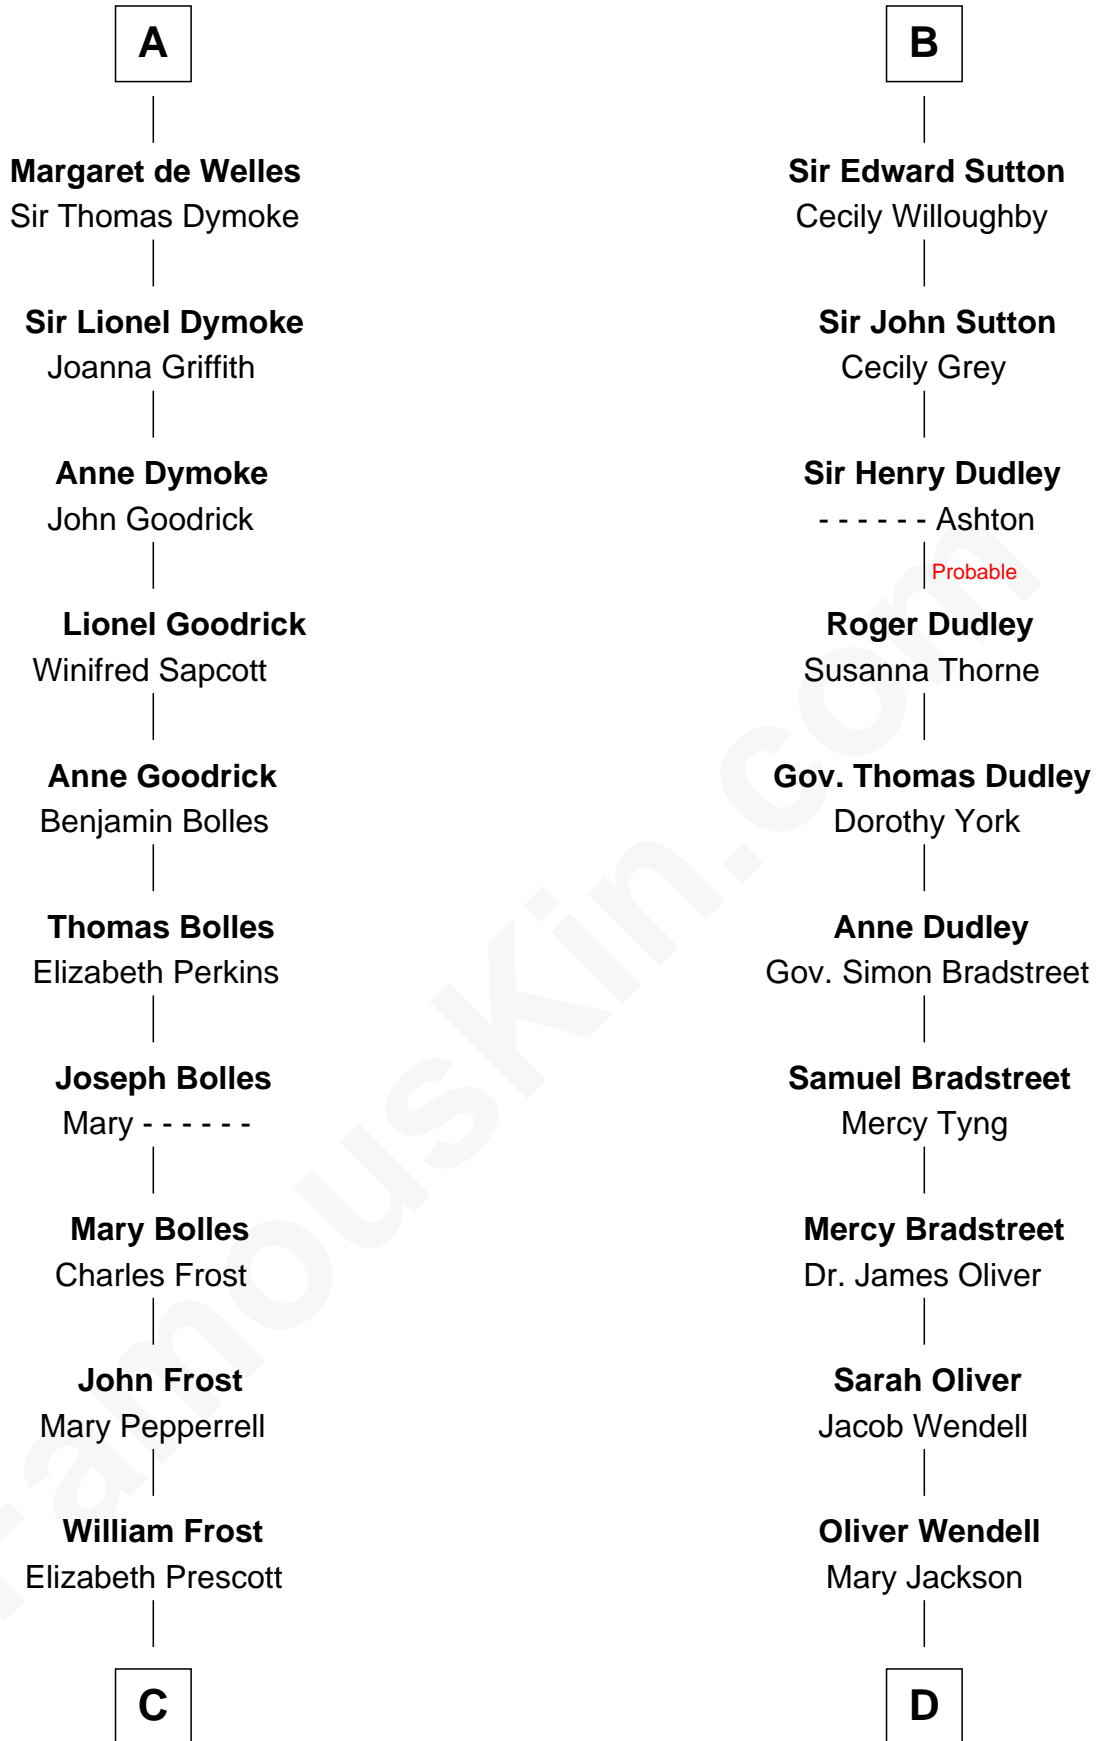 A
Margaret de Welles
Sir Thomas Dymoke
Sir Lionel Dymoke
Joanna Griffith
Anne Dymoke
John Goodrick
Lionel Goodrick
Winifred Sapcott
Anne Goodrick
Benjamin Bolles
Thomas Bolles
Elizabeth Perkins
Joseph Bolles
Mary - - - - - -
Mary Bolles
Charles Frost
John Frost
Mary Pepperrell
William Frost
Elizabeth Prescott
C
B
Sir Edward Sutton
Cecily Willoughby
Sir John Sutton
Cecily Grey
Sir Henry Dudley
- - - - - - Ashton
Probable
Roger Dudley
Susanna Thorne
Gov. Thomas Dudley
Dorothy York
Anne Dudley
Gov. Simon Bradstreet
Samuel Bradstreet
Mercy Tyng
Mercy Bradstreet
Dr. James Oliver
Sarah Oliver
Jacob Wendell
Oliver Wendell
Mary Jackson
D
FamousKin.com